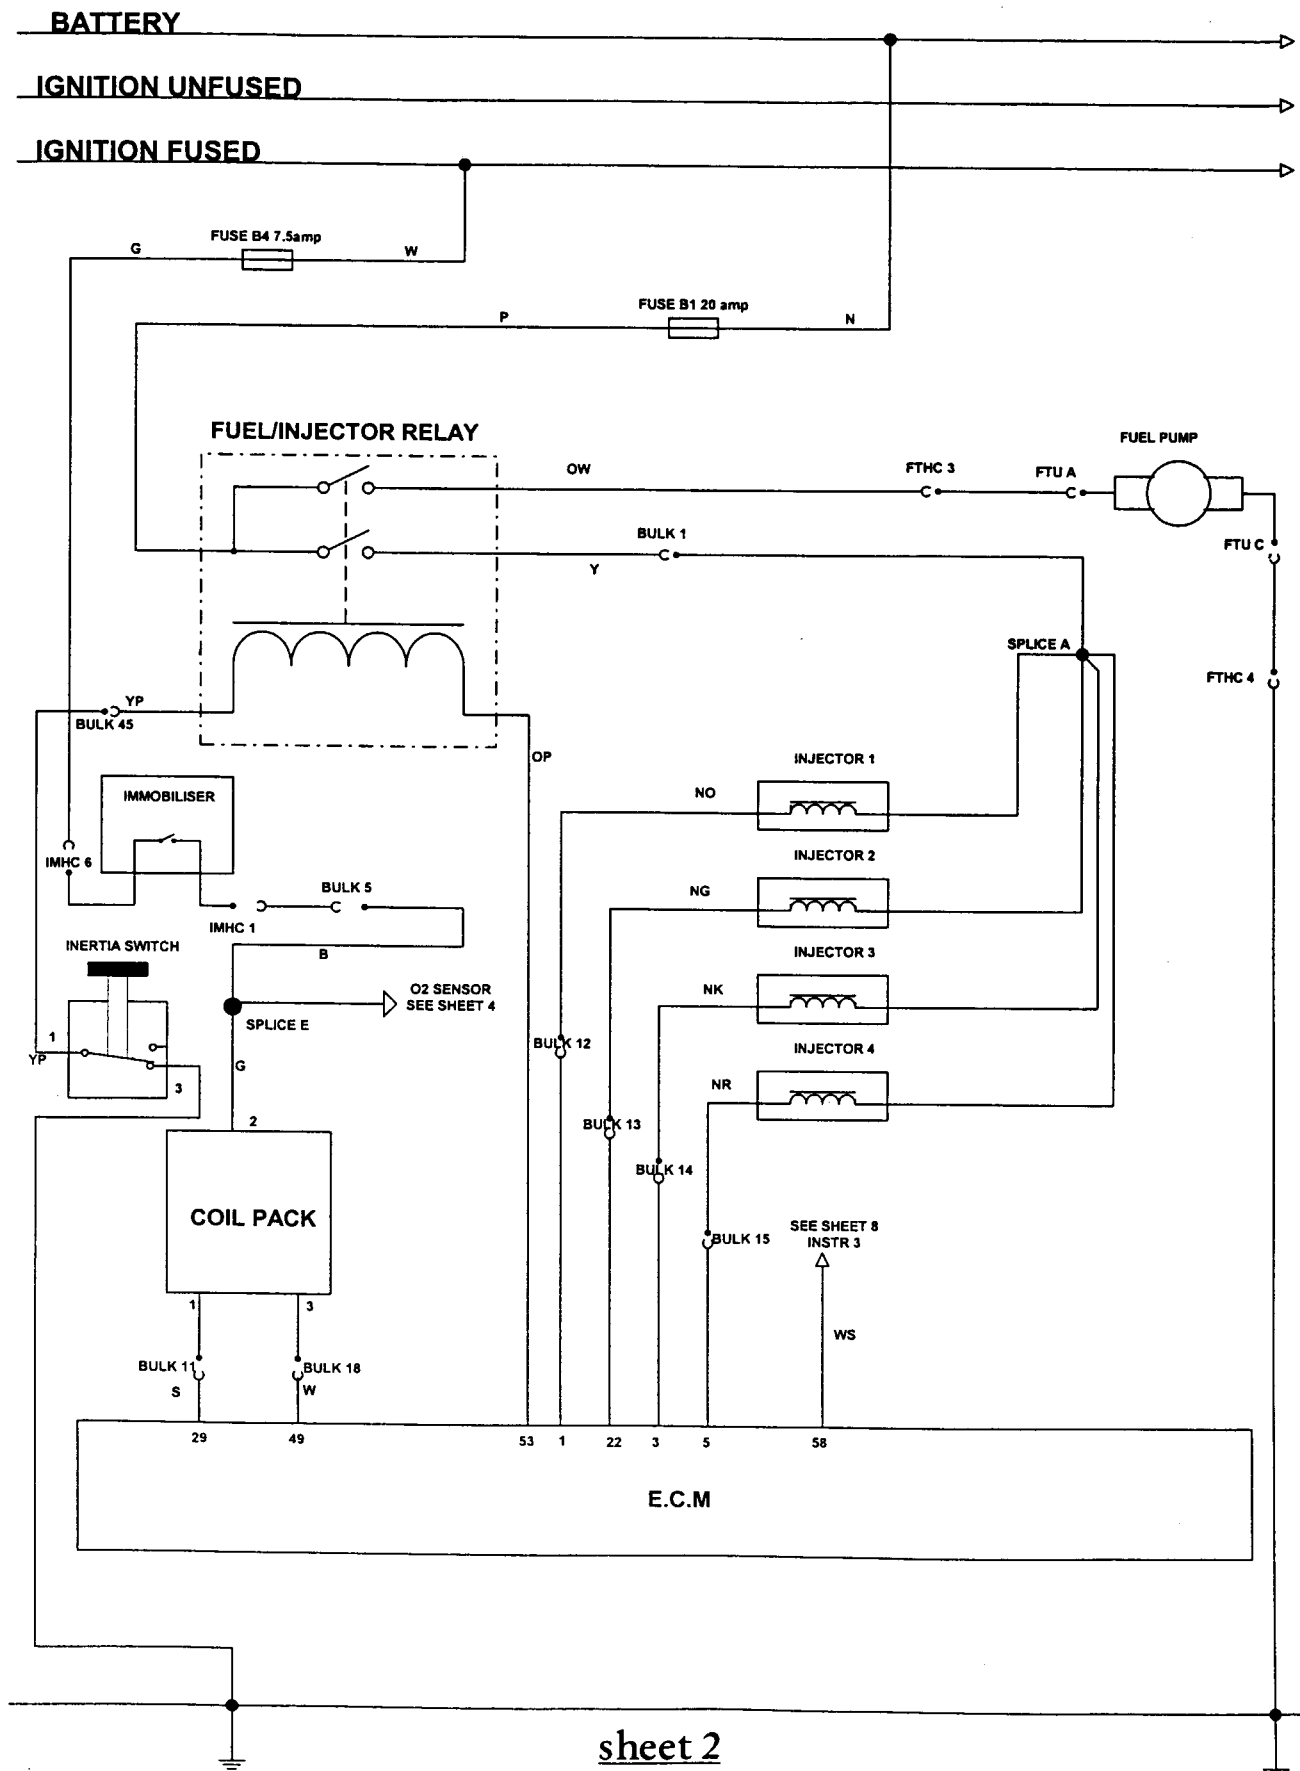 BATTERY
IGNITION UNFUSED
IGNITION FUSED
FUSE B4 7.5amp
G
W
FUSE B1 20 amp
P
N
FUEL/INJECTOR RELAY
FUEL PUMP
OW
FTHC 3
FTU A
BULK 1
FTU C
Y
SPLICE A
FTHC 4
YP
BULK 45
OP
INJECTOR 1
IMMOBILISER
NO
INJECTOR 2
IMHC 6
BULK 5
NG
IMHC 1
INERTIA SWITCH
B
INJECTOR 3
O2 SENSOR
SEE SHEET 4
NK
SPLICE E
1
YP
BULK 12
INJECTOR 4
G
3
NR
2
BULK 13
BULK 14
COIL PACK
SEE SHEET 8
INSTR 3
BULK 15
1
3
WS
BULK 11
BULK 18
S
W
29
49
53
1
22
3
5
58
E.C.M
sheet 2